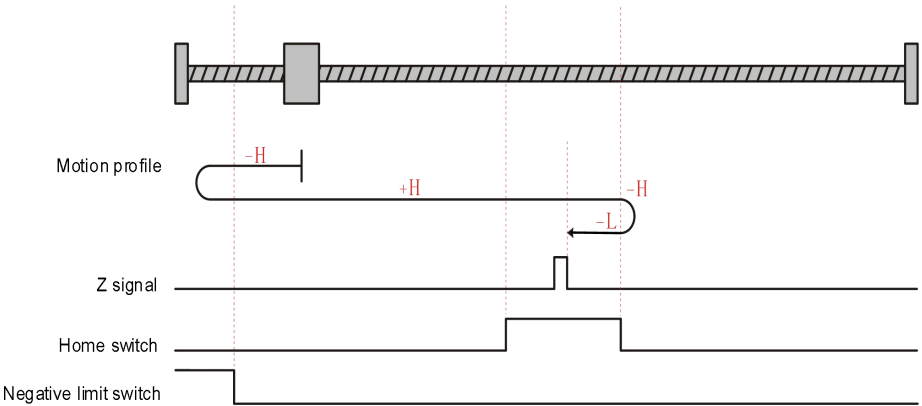 −H
Motion profile
+H
−H
−L
Z signal
Home switch
Negative limit switch